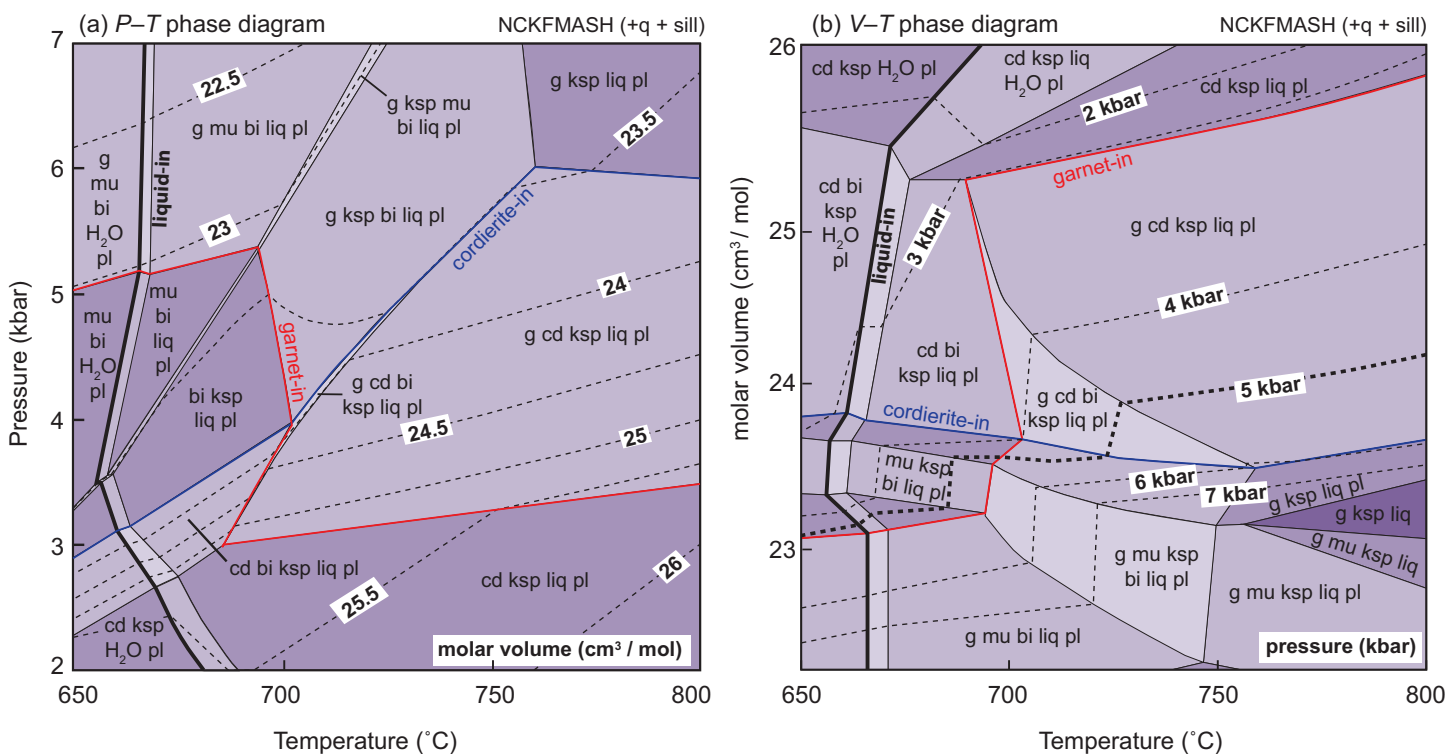 (a) P–T phase diagram
NCKFMASH (+q + sill)
7
6
5
4
3
2
Pressure (kbar)
650
700
750
800
Temperature (˚C)
22.5
g mu bi liq pl
g ksp mu
bi liq pl
g ksp liq pl
23.5
g
mu
bi
H2O
pl
liquid-in
23
g ksp bi liq pl
cordierite-in
mu
bi
H2O
pl
mu
bi
liq
pl
garnet-in
24
g cd ksp liq pl
bi ksp
liq pl
g cd bi
ksp liq pl
24.5
25
cd bi ksp liq pl
cd ksp liq pl
25.5
26
cd ksp
H2O pl
molar volume (cm³ / mol)
(b) V–T phase diagram
NCKFMASH (+q + sill)
26
25
24
23
molar volume (cm³ / mol)
650
700
750
800
Temperature (˚C)
cd ksp H2O pl
cd ksp liq
H2O pl
cd ksp liq pl
2 kbar
garnet-in
cd bi
ksp
H2O
pl
liquid-in
3 kbar
g cd ksp liq pl
4 kbar
cd bi
ksp liq pl
g cd bi
ksp liq pl
5 kbar
cordierite-in
mu ksp
bi liq pl
6 kbar
7 kbar
g ksp liq pl
g ksp liq
g mu ksp liq
g mu ksp
bi liq pl
g mu ksp liq pl
g mu bi liq pl
pressure (kbar)